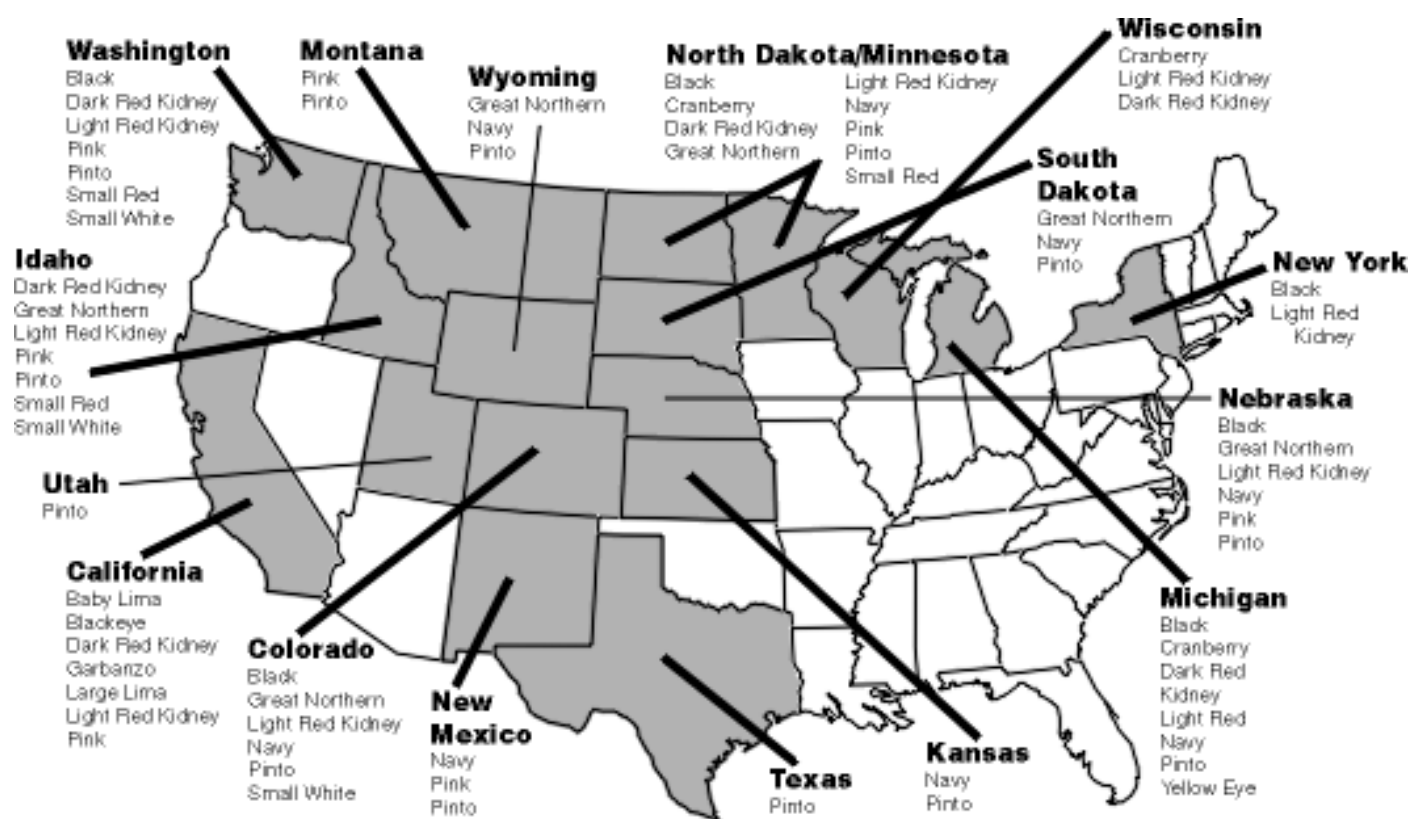 Washington
Black
Dark Red Kidney
Light Red Kidney
Pink
Pinto
Small Red
Small White
Montana
Pink
Pinto
Wyoming
Great Northern
Navy
Pinto
North Dakota/Minnesota
Black
Cranberry
Dark Red Kidney
Great Northern
Light Red Kidney
Navy
Pink
Pinto
Small Red
Wisconsin
Cranberry
Light Red Kidney
Dark Red Kidney
South
Dakota
Great Northern
Navy
Pinto
New York
Black
Light Red
Kidney
Idaho
Dark Red Kidney
Great Northern
Light Red Kidney
Pink
Pinto
Small Red
Small White
Nebraska
Black
Great Northern
Light Red Kidney
Navy
Pink
Pinto
Utah
Pinto
California
Baby Lima
Blackeye
Dark Red Kidney
Garbanzo
Large Lima
Light Red Kidney
Pink
Colorado
Black
Great Northern
Light Red Kidney
Navy
Pinto
Small White
New
Mexico
Navy
Pink
Pinto
Texas
Pinto
Kansas
Navy
Pinto
Michigan
Black
Cranberry
Dark Red
Kidney
Light Red
Navy
Pinto
Yellow Eye